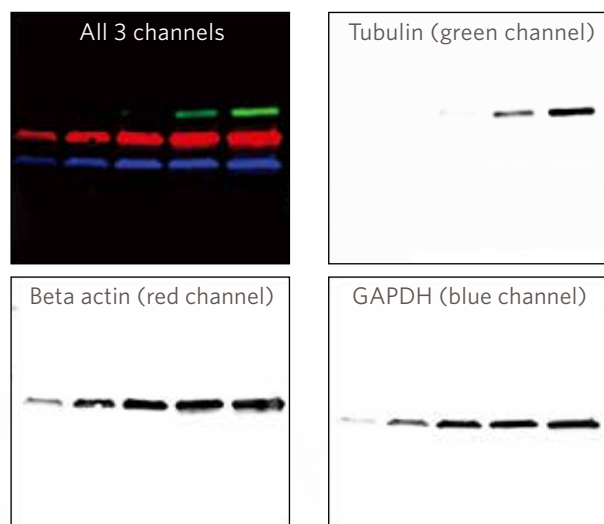 All 3 channels
Tubulin (green channel)
Beta actin (red channel)
GAPDH (blue channel)